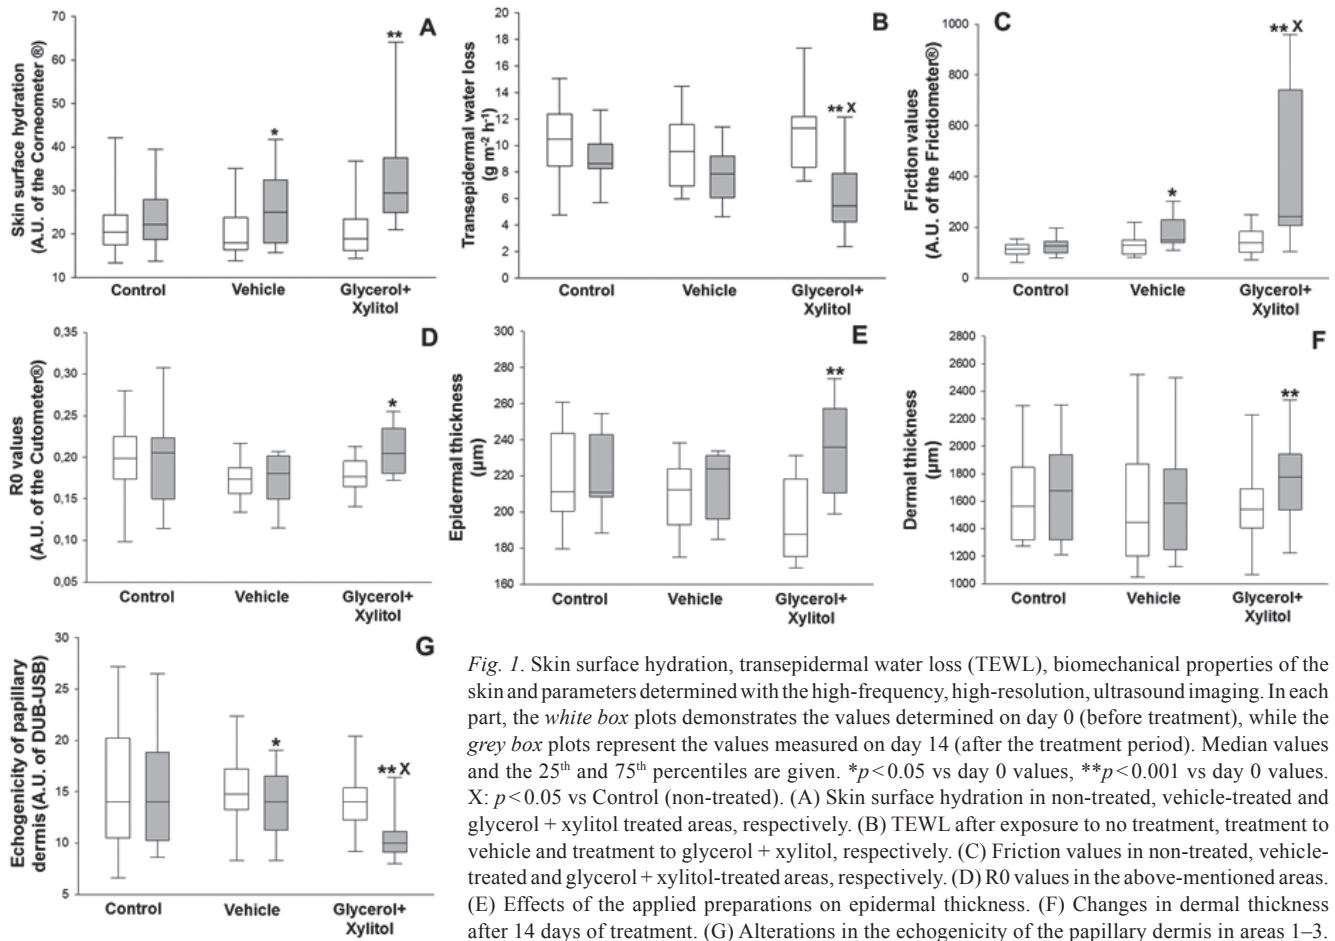 A
Skin surface hydration
(A.U. of the Corneometer ®)
70
60
50
40
30
20
10
*
**
Control
Vehicle
Glycerol+
Xylitol
B
Transepidermal water loss
(g m-2 h-1)
20
18
16
14
12
10
8
6
4
2
0
** X
Control
Vehicle
Glycerol+
Xylitol
C
Friction values
(A.U. of the Frictiometer®)
1000
800
600
400
200
0
*
** X
Control
Vehicle
Glycerol+
Xylitol
D
R0 values
(A.U. of the Cutometer®)
0,35
0,30
0,25
0,20
0,15
0,10
0,05
*
Control
Vehicle
Glycerol+
Xylitol
E
Epidermal thickness
(µm)
300
280
260
240
220
200
180
160
**
Control
Vehicle
Glycerol+
Xylitol
F
Dermal thickness
(µm)
2800
2600
2400
2200
2000
1800
1600
1400
1200
1000
**
Control
Vehicle
Glycerol+
Xylitol
G
Echogenicity of papillary
dermis (A.U. of DUB-USB)
30
25
20
15
10
5
*
** X
Control
Vehicle
Glycerol+
Xylitol
Fig. 1. Skin surface hydration, transepidermal water loss (TEWL), biomechanical properties of the
skin and parameters determined with the high-frequency, high-resolution, ultrasound imaging. In each
part, the white box plots demonstrates the values determined on day 0 (before treatment), while the
grey box plots represent the values measured on day 14 (after the treatment period). Median values
and the 25th and 75th percentiles are given. *p<0.05 vs day 0 values, **p<0.001 vs day 0 values.
X: p<0.05 vs Control (non-treated). (A) Skin surface hydration in non-treated, vehicle-treated and
glycerol + xylitol treated areas, respectively. (B) TEWL after exposure to no treatment, treatment to
vehicle and treatment to glycerol + xylitol, respectively. (C) Friction values in non-treated, vehicle-
treated and glycerol + xylitol-treated areas, respectively. (D) R0 values in the above-mentioned areas.
(E) Effects of the applied preparations on epidermal thickness. (F) Changes in dermal thickness
after 14 days of treatment. (G) Alterations in the echogenicity of the papillary dermis in areas 1–3.